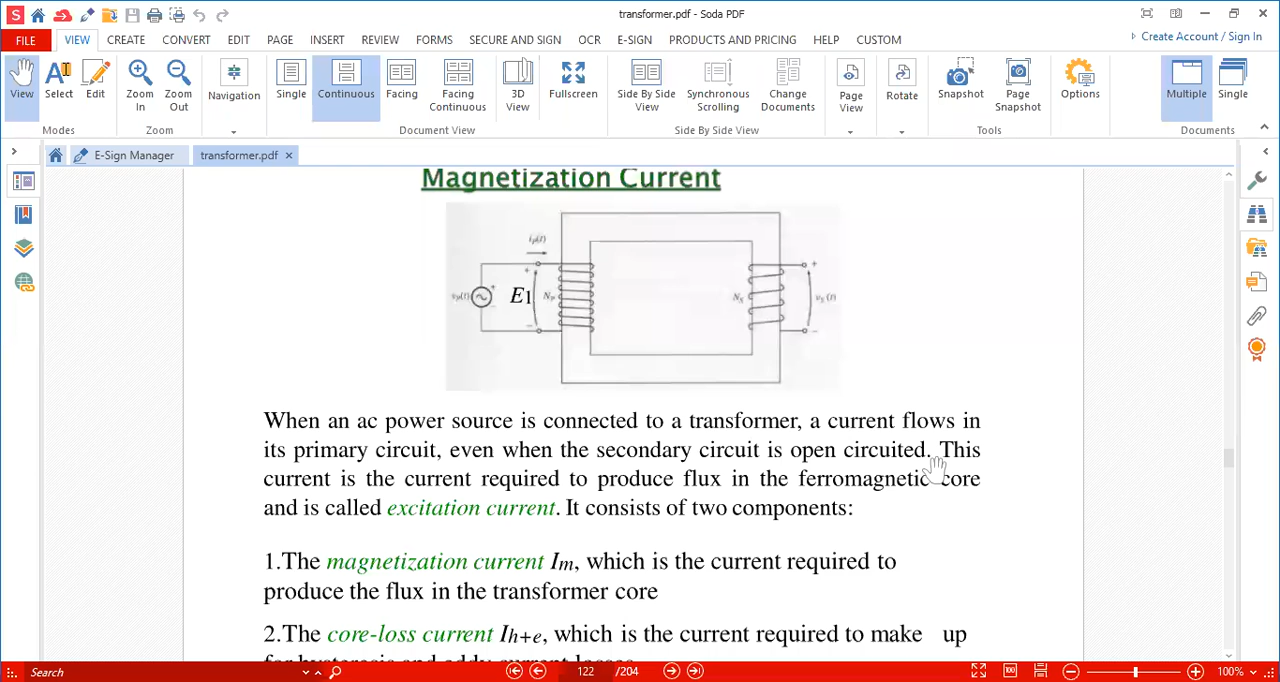 transformer.pdf - Soda PDF
FILE VIEW CREATE CONVERT EDIT PAGE INSERT REVIEW FORMS SECURE AND SIGN OCR E-SIGN PRODUCTS AND PRICING HELP CUSTOM Create Account / Sign In
View Select Edit Zoom In Zoom Out Navigation Single Continuous Facing Facing Continuous 3D View Fullscreen Side By Side View Synchronous Scrolling Change Documents Page View Rotate Snapshot Page Snapshot Options Multiple Single
Modes Zoom Document View Side By Side View Tools Documents
E-Sign Manager transformer.pdf
Magnetization Current
E1
When an ac power source is connected to a transformer, a current flows in
its primary circuit, even when the secondary circuit is open circuited. This
current is the current required to produce flux in the ferromagnetic core
and is called excitation current. It consists of two components:
1.The magnetization current Im, which is the current required to
produce the flux in the transformer core
2.The core-loss current Ih+e, which is the current required to make up
for hysteresis and eddy current losses
Search 122 /204 100%